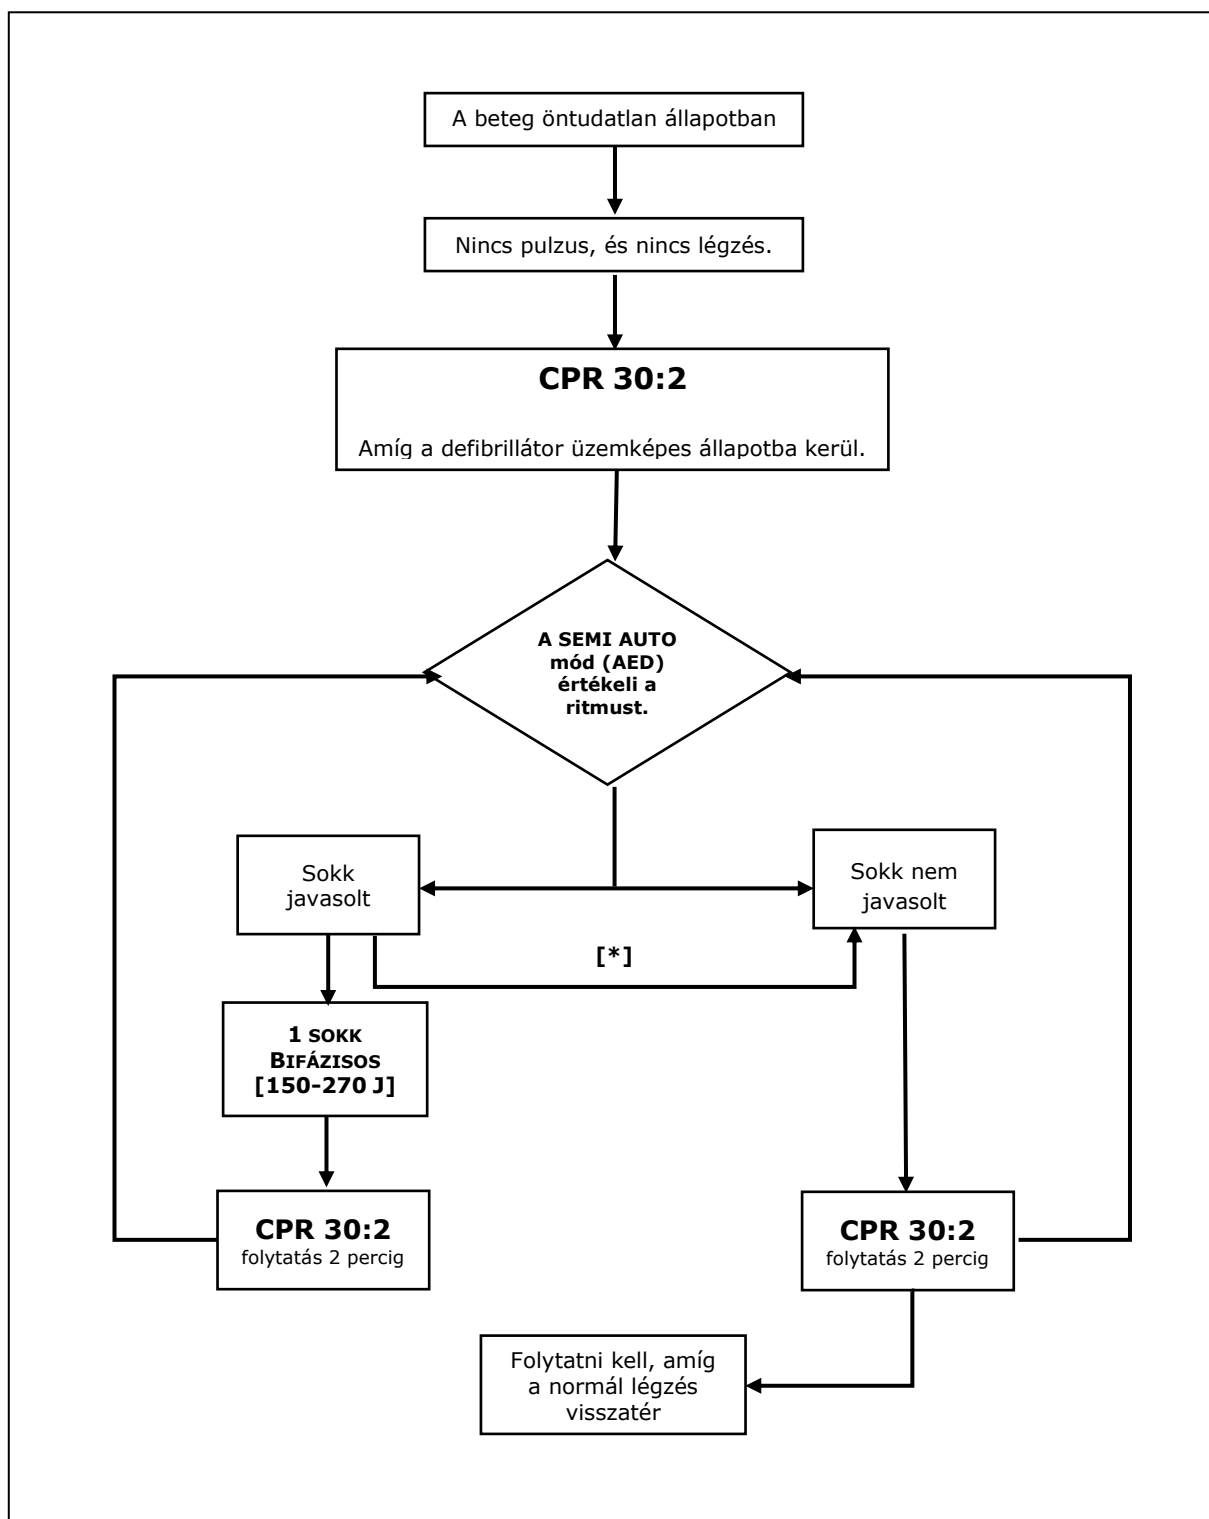 A beteg öntudatlan állapotban
Nincs pulzus, és nincs légzés.
CPR 30:2
Amíg a defibrillátor üzemképes állapotba kerül.
A SEMI AUTO
mód (AED)
értékeli a
ritmust.
Sokk
javasolt
Sokk nem
javasolt
[*]
1 SOKK
BIFÁZISOS
[150-270 J]
CPR 30:2
folytatás 2 percig
CPR 30:2
folytatás 2 percig
Folytatni kell, amíg
a normál légzés
visszatér